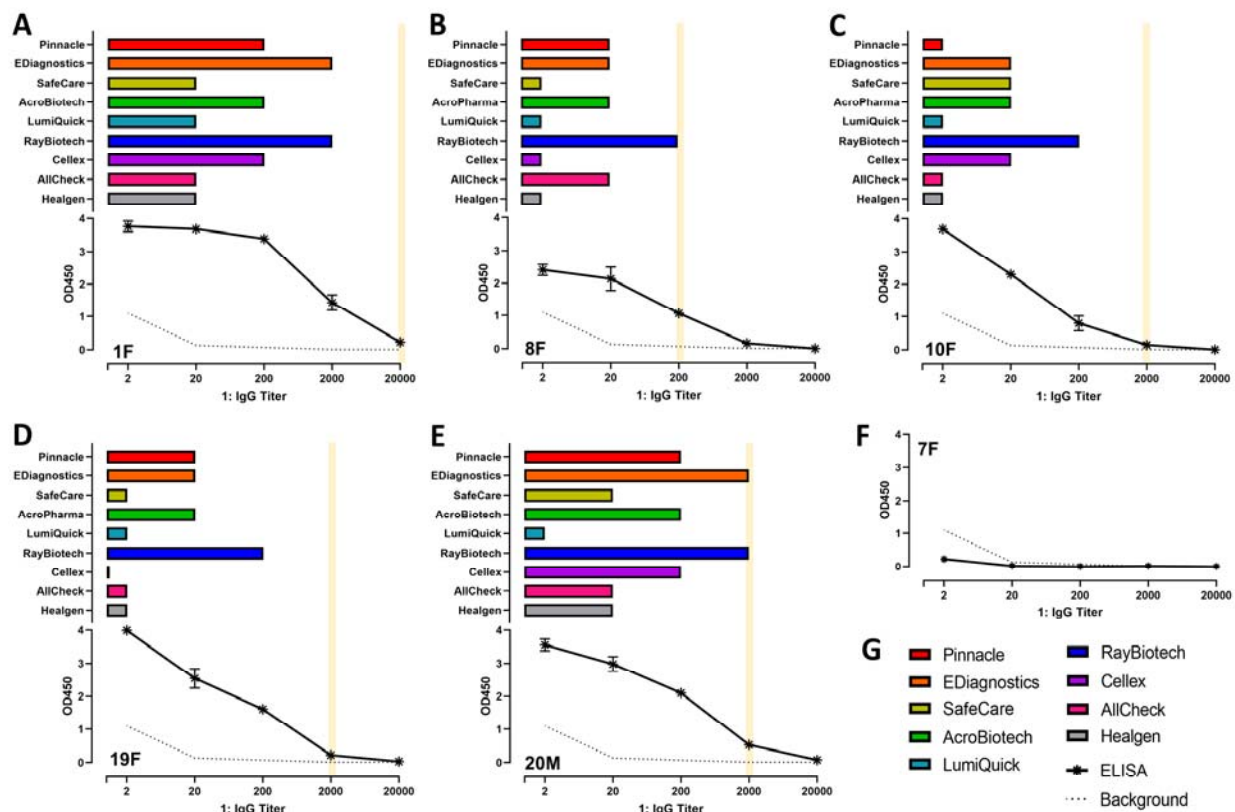 A
Pinnacle
EDiagnostics
SafeCare
AcroBiotech
LumiQuick
RayBiotech
Cellex
AllCheck
Healgen
4
3
2
1
0
OD450
1F
2 20 200 2000 20000
1: IgG Titer
B
Pinnacle
EDiagnostics
SafeCare
AcroPharma
LumiQuick
RayBiotech
Cellex
AllCheck
Healgen
4
3
2
1
0
OD450
8F
2 20 200 2000 20000
1: IgG Titer
C
Pinnacle
EDiagnostics
SafeCare
AcroPharma
LumiQuick
RayBiotech
Cellex
AllCheck
Healgen
4
3
2
1
0
OD450
10F
2 20 200 2000 20000
1: IgG Titer
D
Pinnacle
EDiagnostics
SafeCare
AcroPharma
LumiQuick
RayBiotech
Cellex
AllCheck
Healgen
4
3
2
1
0
OD450
19F
2 20 200 2000 20000
1: IgG Titer
E
Pinnacle
EDiagnostics
SafeCare
AcroBiotech
LumiQuick
RayBiotech
Cellex
AllCheck
Healgen
4
3
2
1
0
OD450
20M
2 20 200 2000 20000
1: IgG Titer
F
7F
4
3
2
1
0
OD450
2 20 200 2000 20000
1: IgG Titer
G
Pinnacle
EDiagnostics
SafeCare
AcroBiotech
LumiQuick
RayBiotech
Cellex
AllCheck
Healgen
ELISA
Background